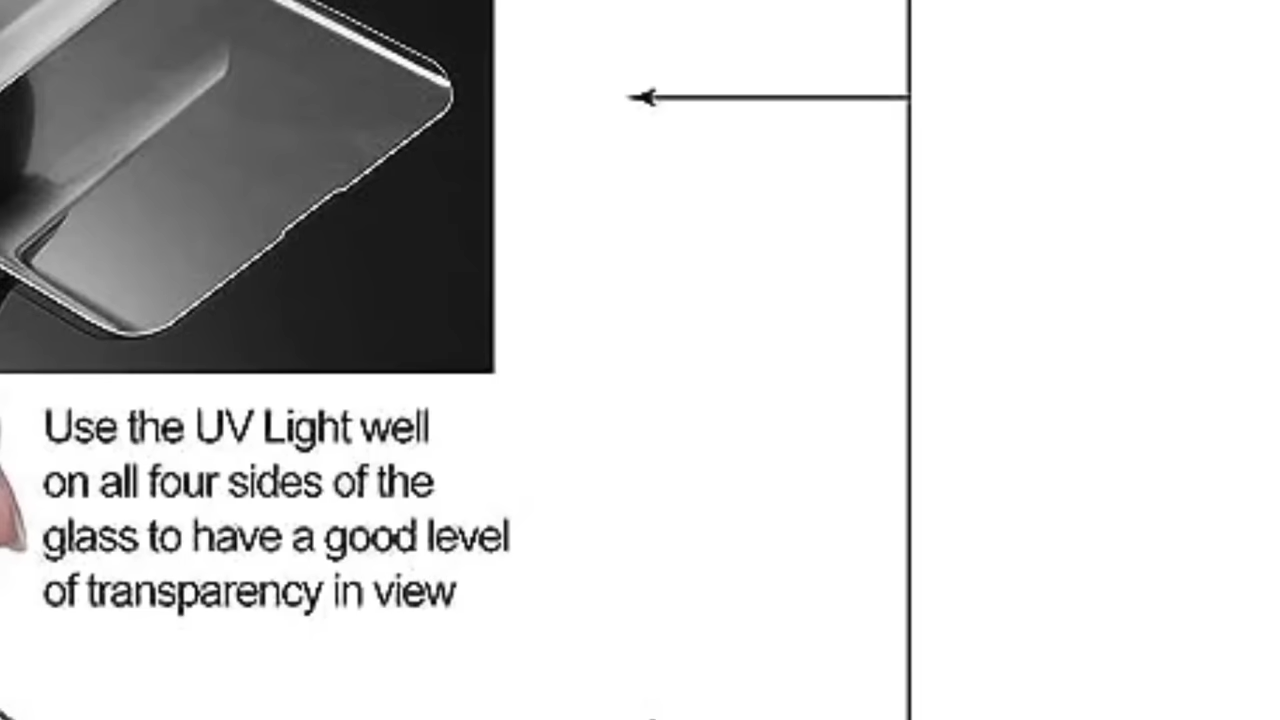 Use the UV Light well
on all four sides of the
glass to have a good level
of transparency in view